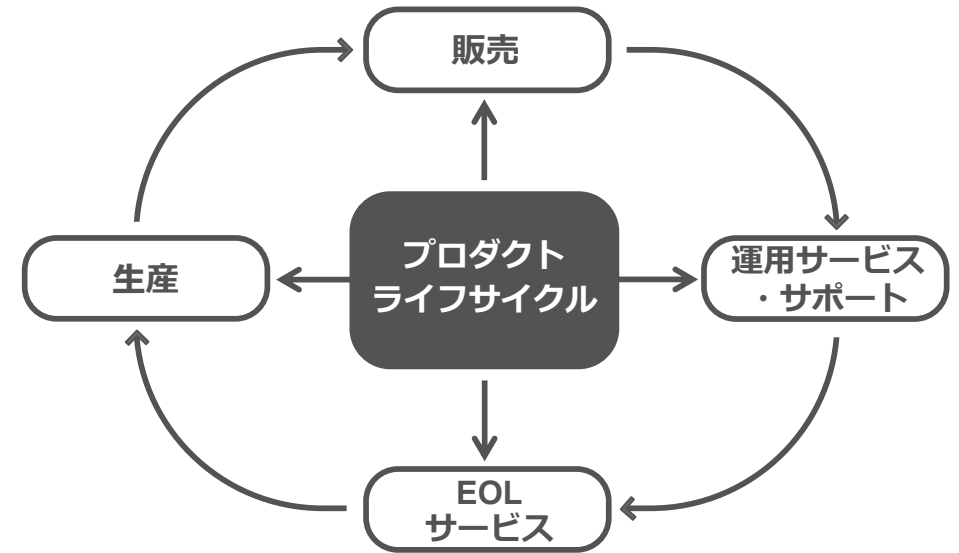 販売
生産
プロダクト
ライフサイクル
運用サービス
・サポート
EOL
サービス